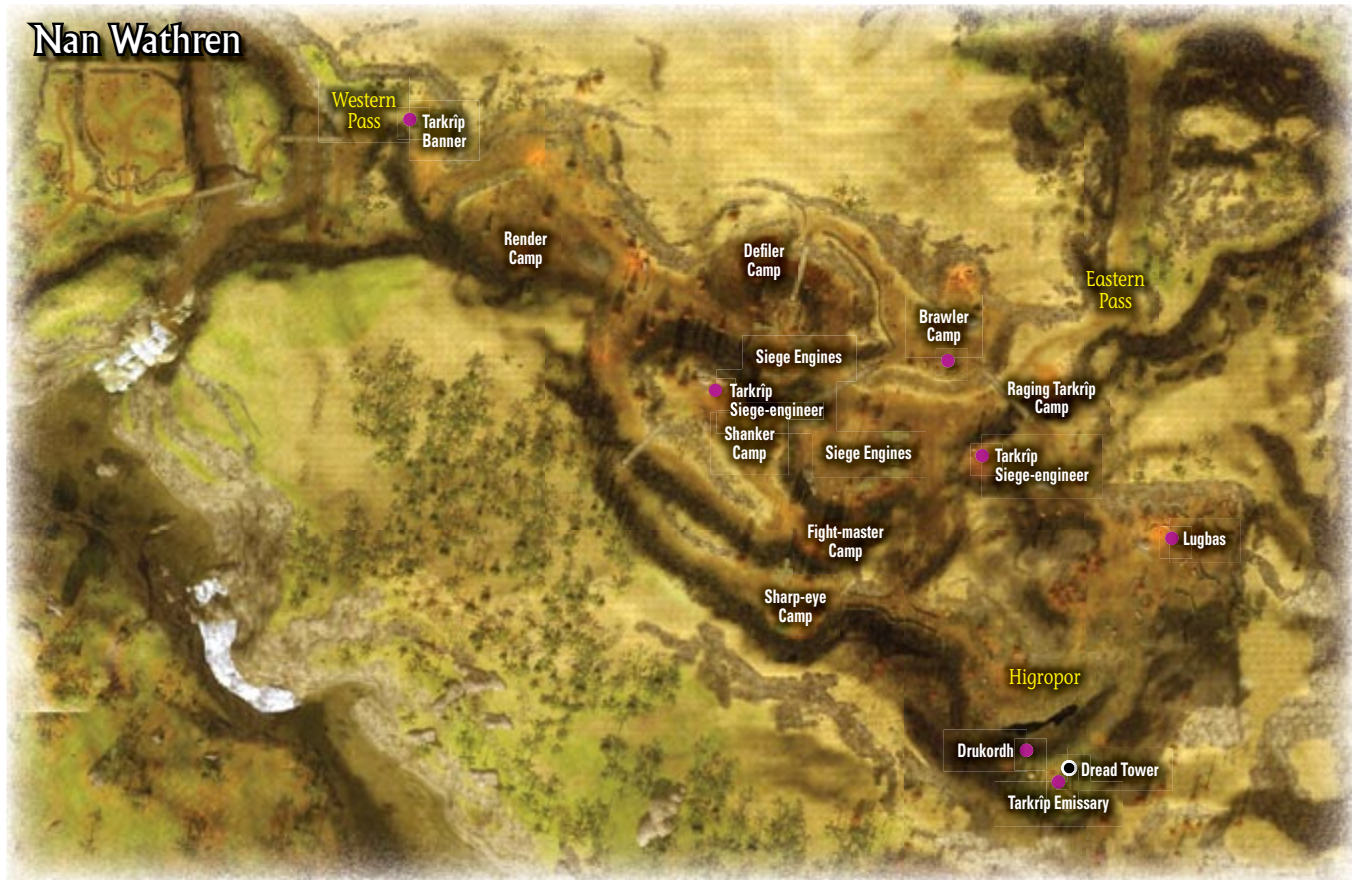 Nan Wathren
Western
Pass
Tarkrîp
Banner
Render
Camp
Defiler
Camp
Eastern
Pass
Brawler
Camp
Siege Engines
Tarkrîp
Siege-engineer
Raging Tarkrîp
Camp
Shanker
Camp
Siege Engines
Tarkrîp
Siege-engineer
Fight-master
Camp
Lugbas
Sharp-eye
Camp
Higropor
Drukordh
Dread Tower
Tarkrîp Emissary